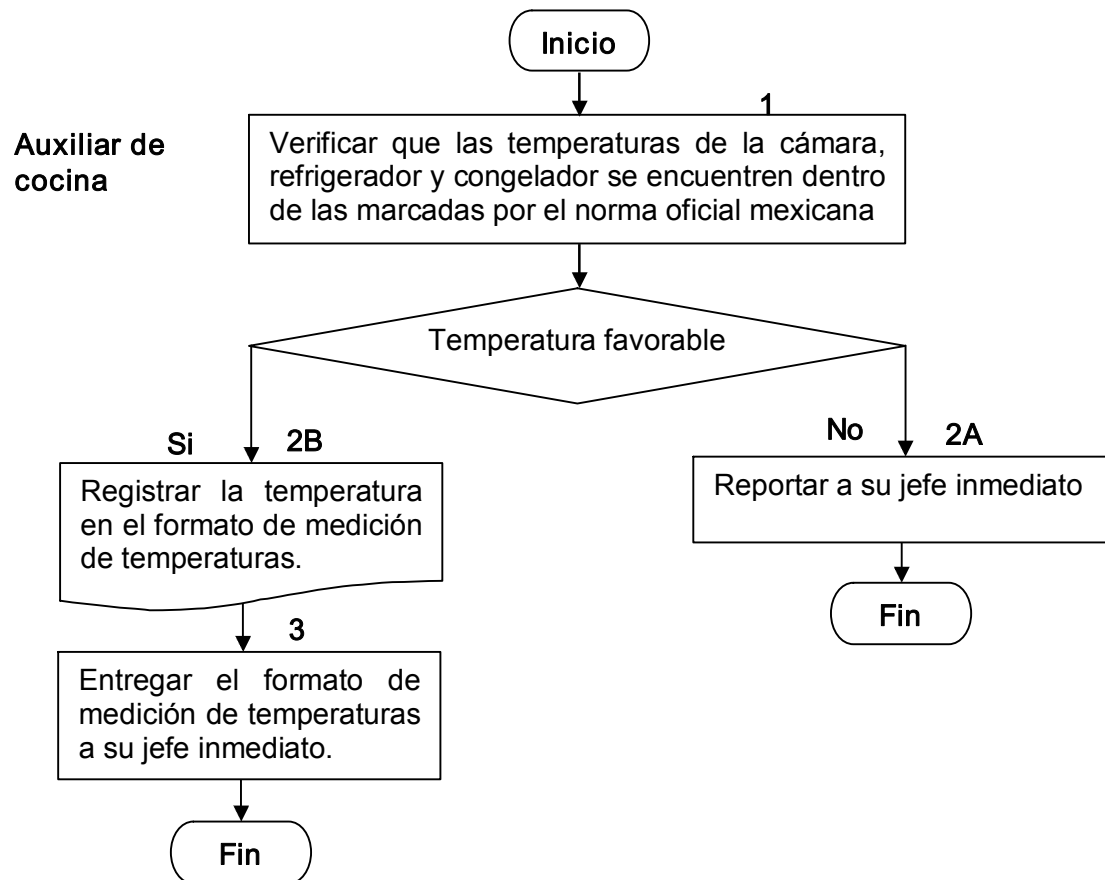 Inicio
1
Auxiliar de
cocina
Verificar que las temperaturas de la cámara,
refrigerador y congelador se encuentren dentro
de las marcadas por el norma oficial mexicana
Temperatura favorable
Si
2B
No
2A
Registrar la temperatura
en el formato de medición
de temperaturas.
Reportar a su jefe inmediato
Fin
3
Entregar el formato de
medición de temperaturas
a su jefe inmediato.
Fin